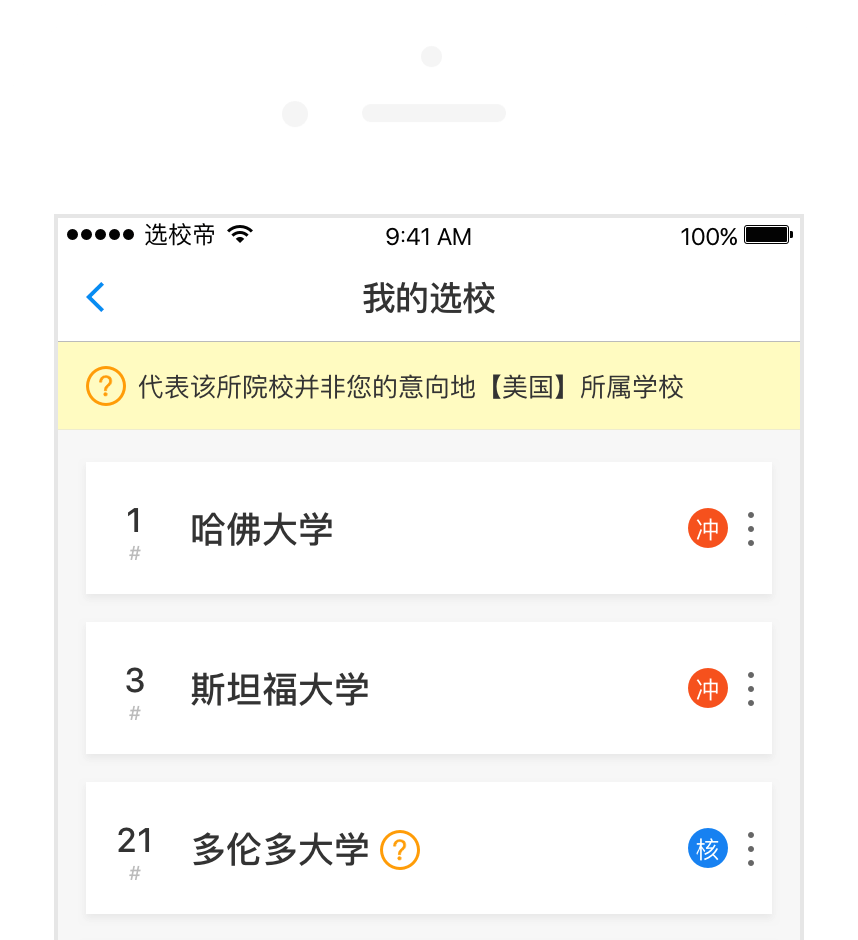 选校帝 9:41 AM 100%
我的选校
? 代表该所院校并非您的意向地【美国】所属学校
1 哈佛大学 冲
#
3 斯坦福大学 冲
#
21 多伦多大学 ? 核
#